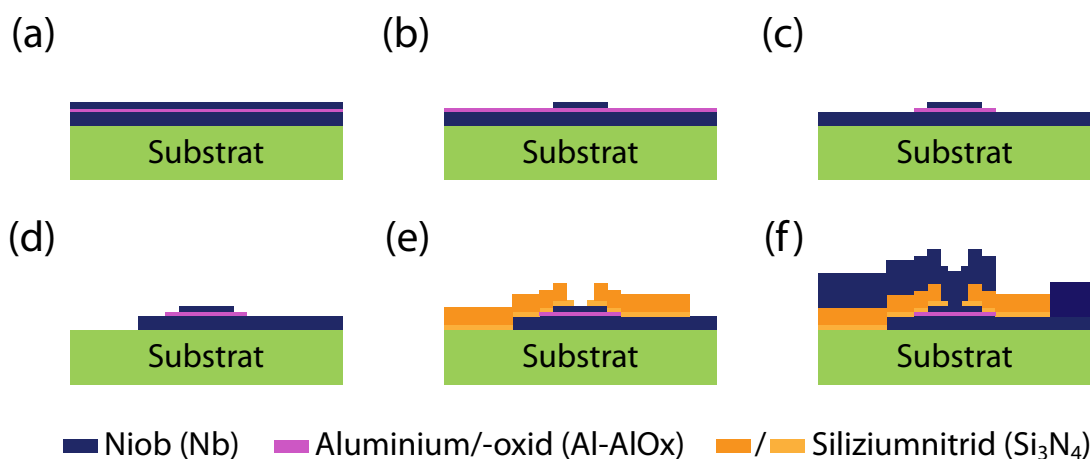 (a) (b) (c)
Substrat Substrat Substrat
(d) (e) (f)
Substrat Substrat Substrat
Niob (Nb) Aluminium/-oxid (Al-AlOx) / Siliziumnitrid (Si₃N₄)